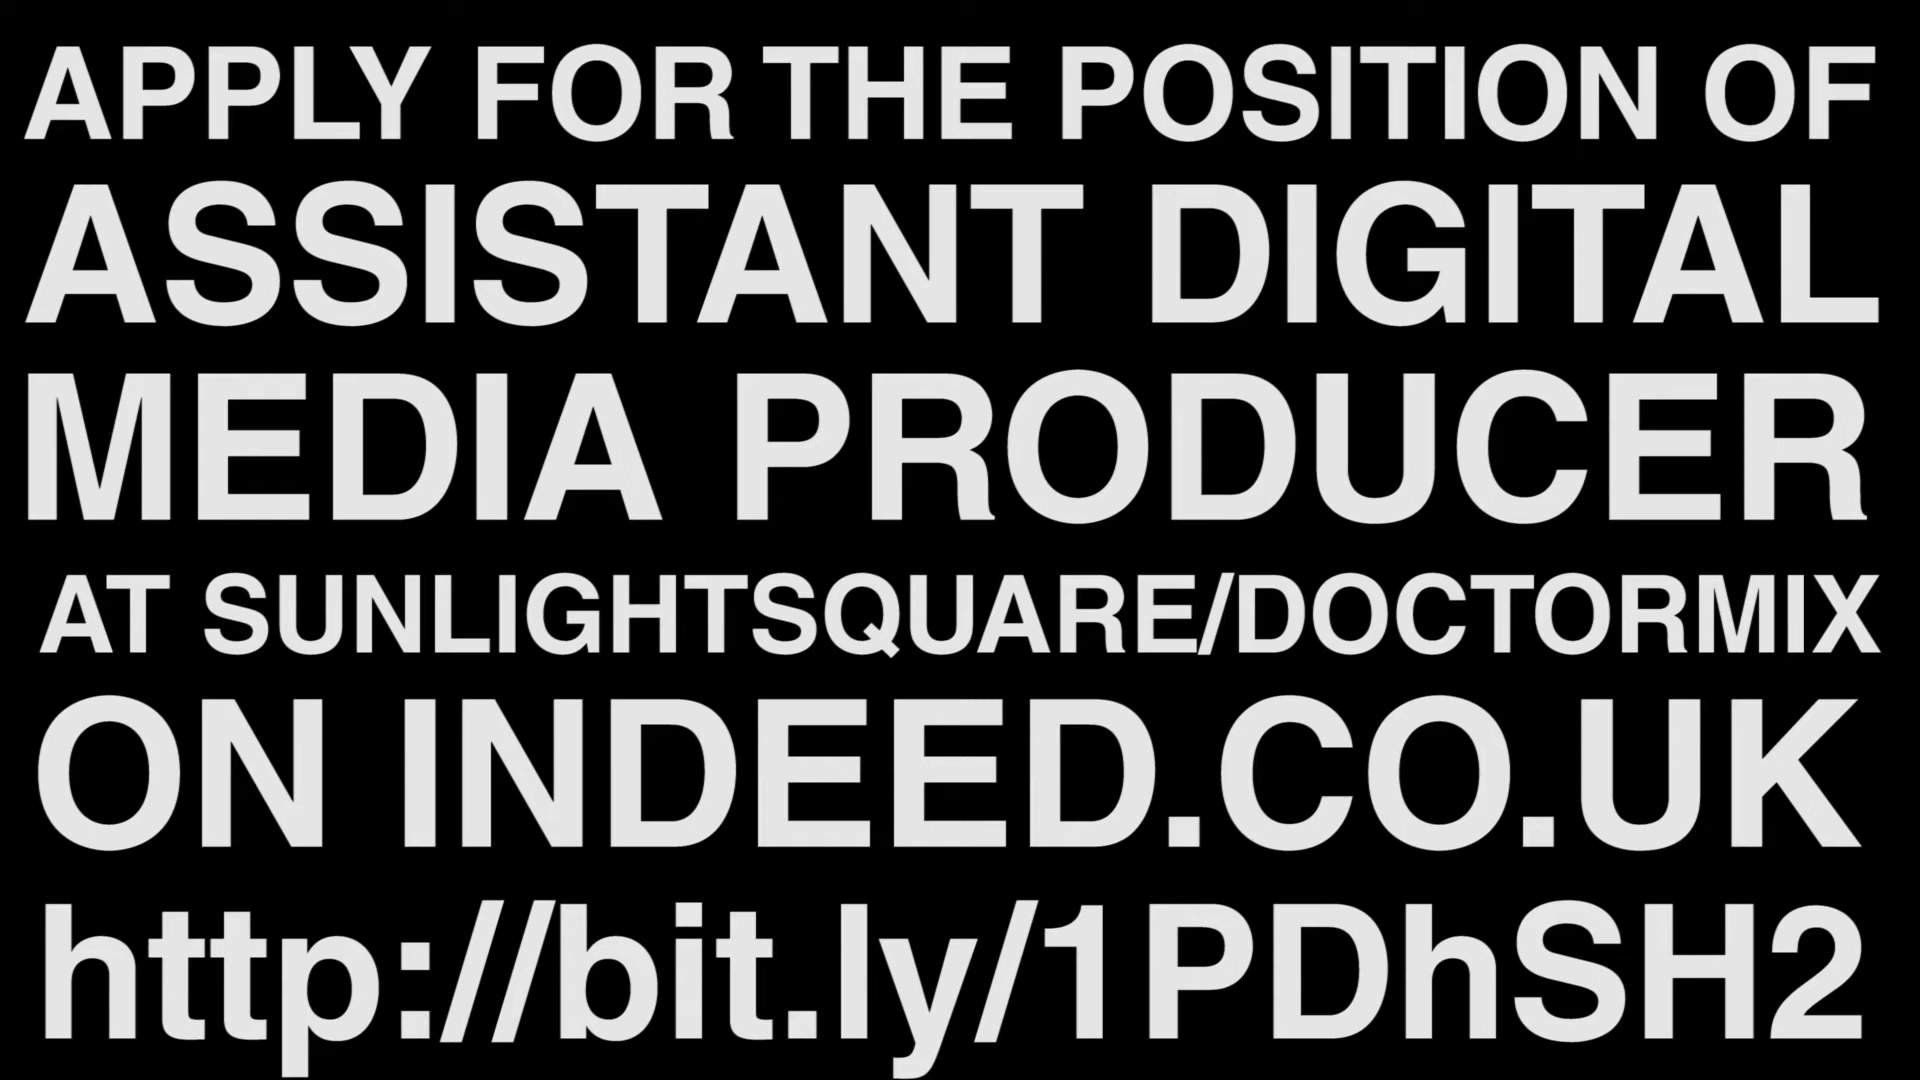 APPLY FOR THE POSITION OF
ASSISTANT DIGITAL
MEDIA PRODUCER
AT SUNLIGHTSQUARE/DOCTORMIX
ON INDEED.CO.UK
http://bit.ly/1PDhSH2